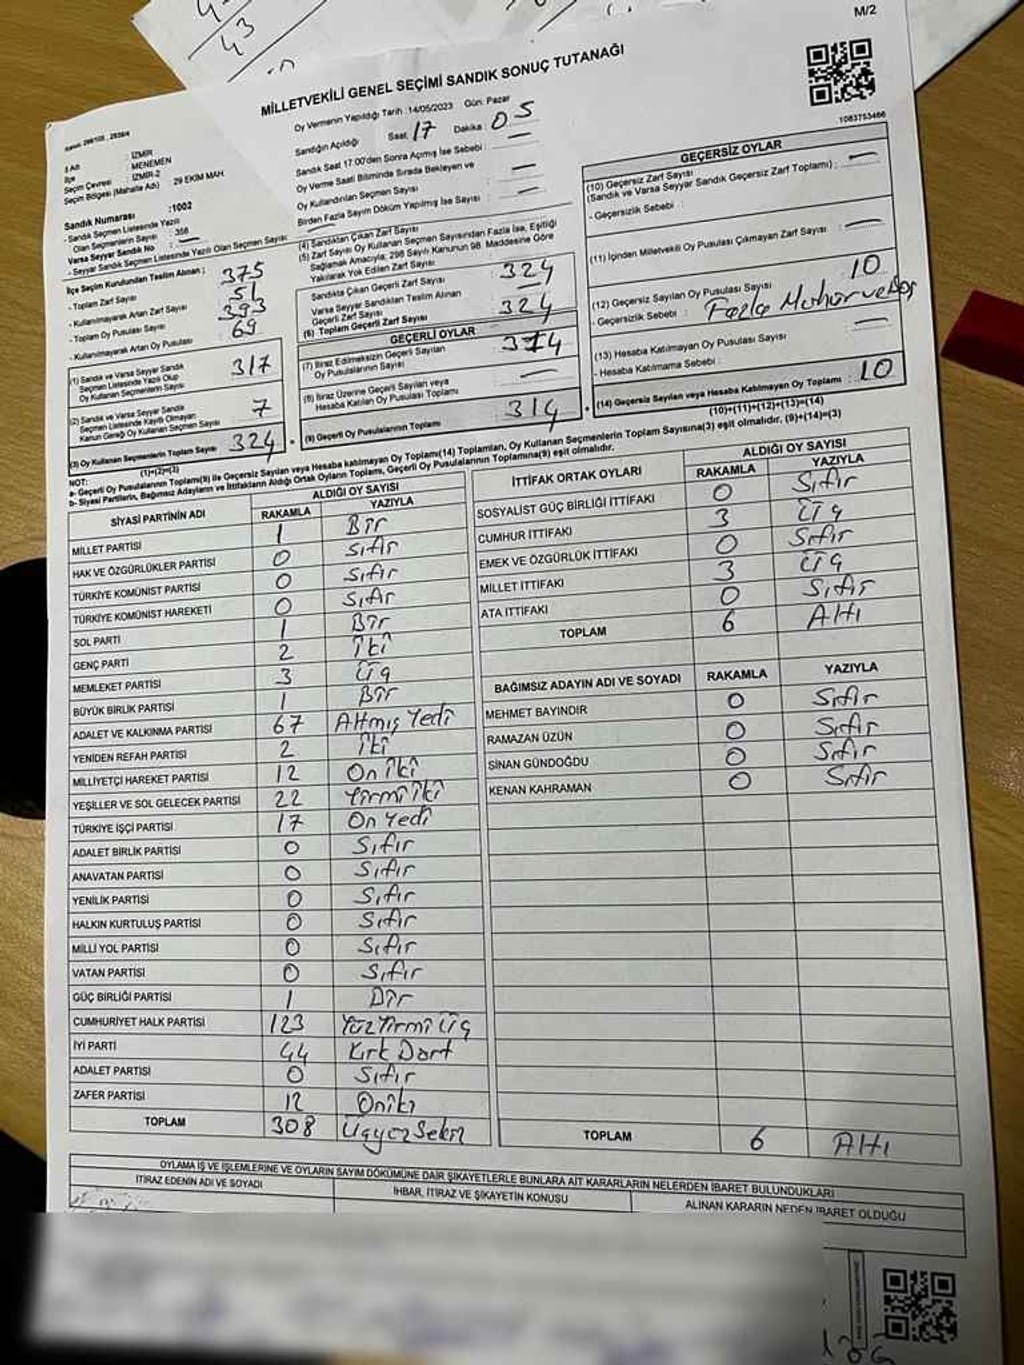 43
M/2
MİLLETVEKİLİ GENEL SEÇİMİ SANDIK SONUÇ TUTANAĞI
1083753466
Oy Vermenin Yapıldığı Tarih :14/05/2023 Gün: Pazar
Sandığın Açıldığı Saat: 17 Dakika : 05
Sandık Saat 17.00'den Sonra Açılmış İse Sebebi :
Oy Verme Saati Bitiminde Sırada Bekleyen ve
Oy Kullandırılan Seçmen Sayısı : —
Birden Fazla Sayım Döküm Yapılmış İse Sayısı : —
İl Adı : İZMİR
İlçe : MENEMEN
Seçim Çevresi : İZMİR-2
Seçim Bölgesi (Mahalle Adı) 29 EKİM MAH.
Sandık Numarası :1002
- Sandık Seçmen Listesinde Yazılı
Olan Seçmenlerin Sayısı : 358
Varsa Seyyar Sandık No : —
- Seyyar Sandık Seçmen Listesinde Yazılı Olan Seçmen Sayısı:
İlçe Seçim Kurulundan Teslim Alınan ;
- Toplam Zarf Sayısı : 375
- Kullanılmayarak Artan Zarf Sayısı : 51
- Toplam Oy Pusulası Sayısı : 393
- Kullanılmayarak Artan Oy Pusulası : 69
(1) Sandık ve Varsa Seyyar Sandık
Seçmen Listesinde Yazılı Olup
Oy Kullanan Seçmenlerin Sayısı : 317
(2) Sandık ve Varsa Seyyar Sandık
Seçmen Listesinde Kayıtlı Olmayan
Kanun Gereği Oy Kullanan Seçmen Sayısı : 7
(3) Oy Kullanan Seçmenlerin Toplam Sayısı : 324
(1)+(2)=(3)
(4) Sandıktan Çıkan Zarf Sayısı
(5) Zarf Sayısı Oy Kullanan Seçmen Sayısından Fazla İse, Eşitliği
Sağlamak Amacıyla; 298 Sayılı Kanunun 98. Maddesine Göre
Yakılarak Yok Edilen Zarf Sayısı :
Sandıkta Çıkan Geçerli Zarf Sayısı : 324
Varsa Seyyar Sandıktan Teslim Alınan
Geçerli Zarf Sayısı : —
(6) Toplam Geçerli Zarf Sayısı : 324
GEÇERLİ OYLAR
(7) İtiraz Edilmeksizin Geçerli Sayılan
Oy Pusulalarının Sayısı : 314
(8) İtiraz Üzerine Geçerli Sayılan veya
Hesaba Katılan Oy Pusulası Toplamı : —
(9) Geçerli Oy Pusulalarının Toplamı : 314
GEÇERSİZ OYLAR
(10) Geçersiz Zarf Sayısı
(Sandık ve Varsa Seyyar Sandık Geçersiz Zarf Toplamı) : —
- Geçersizlik Sebebi :
(11) İçinden Milletvekili Oy Pusulası Çıkmayan Zarf Sayısı : —
(12) Geçersiz Sayılan Oy Pusulası Sayısı : 10
- Geçersizlik Sebebi : Fazla Mühür ve Boş
(13) Hesaba Katılmayan Oy Pusulası Sayısı : —
- Hesaba Katılmama Sebebi :
(14) Geçersiz Sayılan veya Hesaba Katılmayan Oy Toplamı : 10
(10)+(11)+(12)+(13)=(14)
NOT:
a- Geçerli Oy Pusulalarının Toplamı(9) ile Geçersiz Sayılan veya Hesaba katılmayan Oy Toplamı(14) Toplamları, Oy Kullanan Seçmenlerin Toplam Sayısına(3) eşit olmalıdır. (9)+(14)=(3)
b- Siyasi Partilerin, Bağımsız Adayların ve İttifakların Aldığı Ortak Oyların Toplamı, Geçerli Oy Pusulalarının Toplamına(9) eşit olmalıdır.
SİYASİ PARTİNİN ADI ALDIĞI OY SAYISI
RAKAMLA YAZIYLA
MİLLET PARTİSİ 1 Bir
HAK VE ÖZGÜRLÜKLER PARTİSİ 0 Sıfır
TÜRKİYE KOMÜNİST PARTİSİ 0 Sıfır
TÜRKİYE KOMÜNİST HAREKETİ 0 Sıfır
SOL PARTİ 1 Bir
GENÇ PARTİ 2 İki
MEMLEKET PARTİSİ 3 Üç
BÜYÜK BİRLİK PARTİSİ 1 Bir
ADALET VE KALKINMA PARTİSİ 67 Altmış Yedi
YENİDEN REFAH PARTİSİ 2 İki
MİLLİYETÇİ HAREKET PARTİSİ 12 On iki
YEŞİLLER VE SOL GELECEK PARTİSİ 22 Yirmi iki
TÜRKİYE İŞÇİ PARTİSİ 17 On Yedi
ADALET BİRLİK PARTİSİ 0 Sıfır
ANAVATAN PARTİSİ 0 Sıfır
YENİLİK PARTİSİ 0 Sıfır
HALKIN KURTULUŞ PARTİSİ 0 Sıfır
MİLLİ YOL PARTİSİ 0 Sıfır
VATAN PARTİSİ 0 Sıfır
GÜÇ BİRLİĞİ PARTİSİ 1 Bir
CUMHURİYET HALK PARTİSİ 123 Yüz Yirmi Üç
İYİ PARTİ 44 Kırk Dört
ADALET PARTİSİ 0 Sıfır
ZAFER PARTİSİ 12 Oniki
TOPLAM 308 Üçyüz Sekiz
İTTİFAK ORTAK OYLARI ALDIĞI OY SAYISI
RAKAMLA YAZIYLA
SOSYALİST GÜÇ BİRLİĞİ İTTİFAKI 0 Sıfır
CUMHUR İTTİFAKI 3 Üç
EMEK VE ÖZGÜRLÜK İTTİFAKI 0 Sıfır
MİLLET İTTİFAKI 3 Üç
ATA İTTİFAKI 0 Sıfır
TOPLAM 6 Altı
BAĞIMSIZ ADAYIN ADI VE SOYADI RAKAMLA YAZIYLA
MEHMET BAYINDIR 0 Sıfır
RAMAZAN ÜZÜN 0 Sıfır
SİNAN GÜNDOĞDU 0 Sıfır
KENAN KAHRAMAN 0 Sıfır
TOPLAM 6 Altı
OYLAMA İŞ VE İŞLEMLERİNE VE OYLARIN SAYIM DÖKÜMÜNE DAİR ŞİKAYETLERLE BUNLARA AİT KARARLARIN NELERDEN İBARET BULUNDUKLARI
İTİRAZ EDENİN ADI VE SOYADI İHBAR, İTİRAZ VE ŞİKAYETİN KONUSU ALINAN KARARIN NEDEN İBARET OLDUĞU